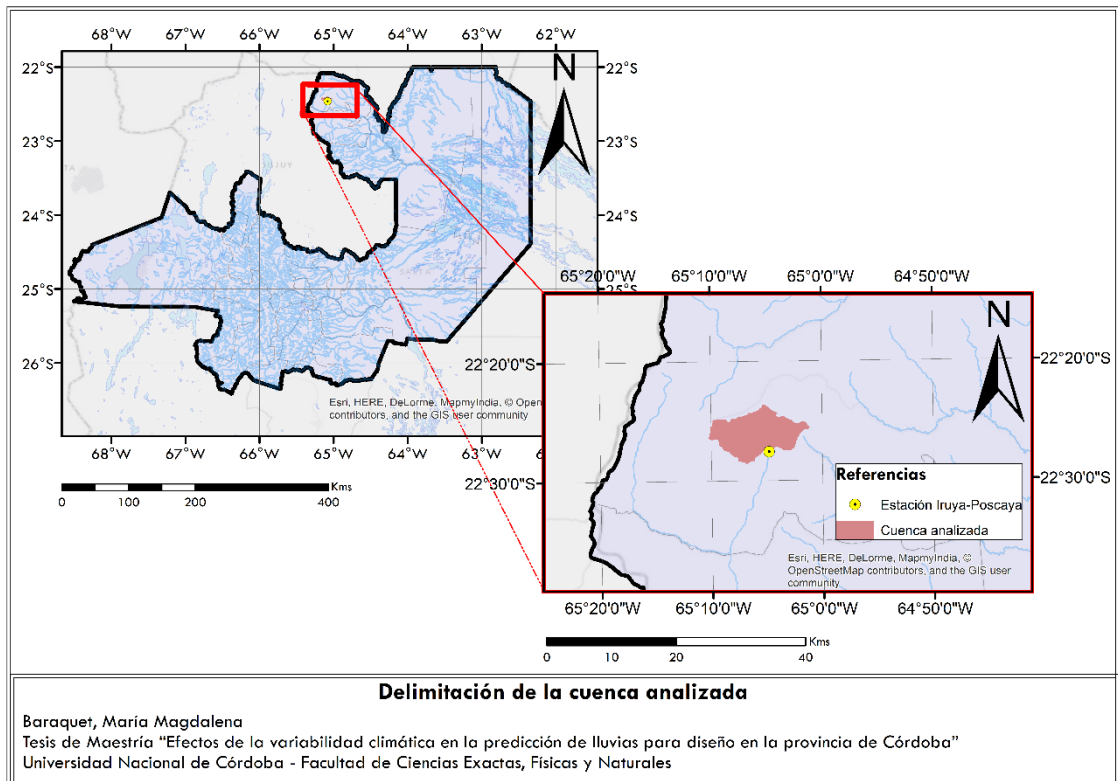 68°W 67°W 66°W 65°W 64°W 63°W 62°W
N
22°S 22°S
23°S 23°S
JUJUY
24°S 24°S
25°S 25°S
26°S
Esri, HERE, DeLorme, MapmyIndia, © Open
contributors, and the GIS user community
68°W 67°W 66°W 65°W 64°W 63°W 6
0 100 200 400
Kms
65°20'0"W 65°10'0"W 65°0'0"W 64°50'0"W
N
22°20'0"S 22°20'0"S
22°30'0"S 22°30'0"S
Referencias
Estación Iruya-Poscaya
Cuenca analizada
Esri, HERE, DeLorme, MapmyIndia, ©
OpenStreetMap contributors, and the GIS user
community
65°20'0"W 65°10'0"W 65°0'0"W 64°50'0"W
0 10 20 40
Kms
Delimitación de la cuenca analizada
Baraquet, María Magdalena
Tesis de Maestría “Efectos de la variabilidad climática en la predicción de lluvias para diseño en la provincia de Córdoba”
Universidad Nacional de Córdoba - Facultad de Ciencias Exactas, Físicas y Naturales